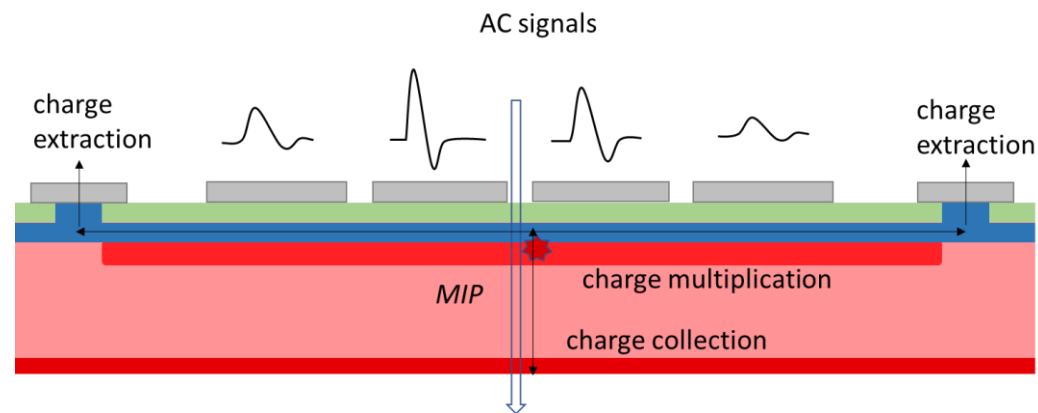 AC signals
charge
extraction
charge
extraction
MIP
charge multiplication
charge collection